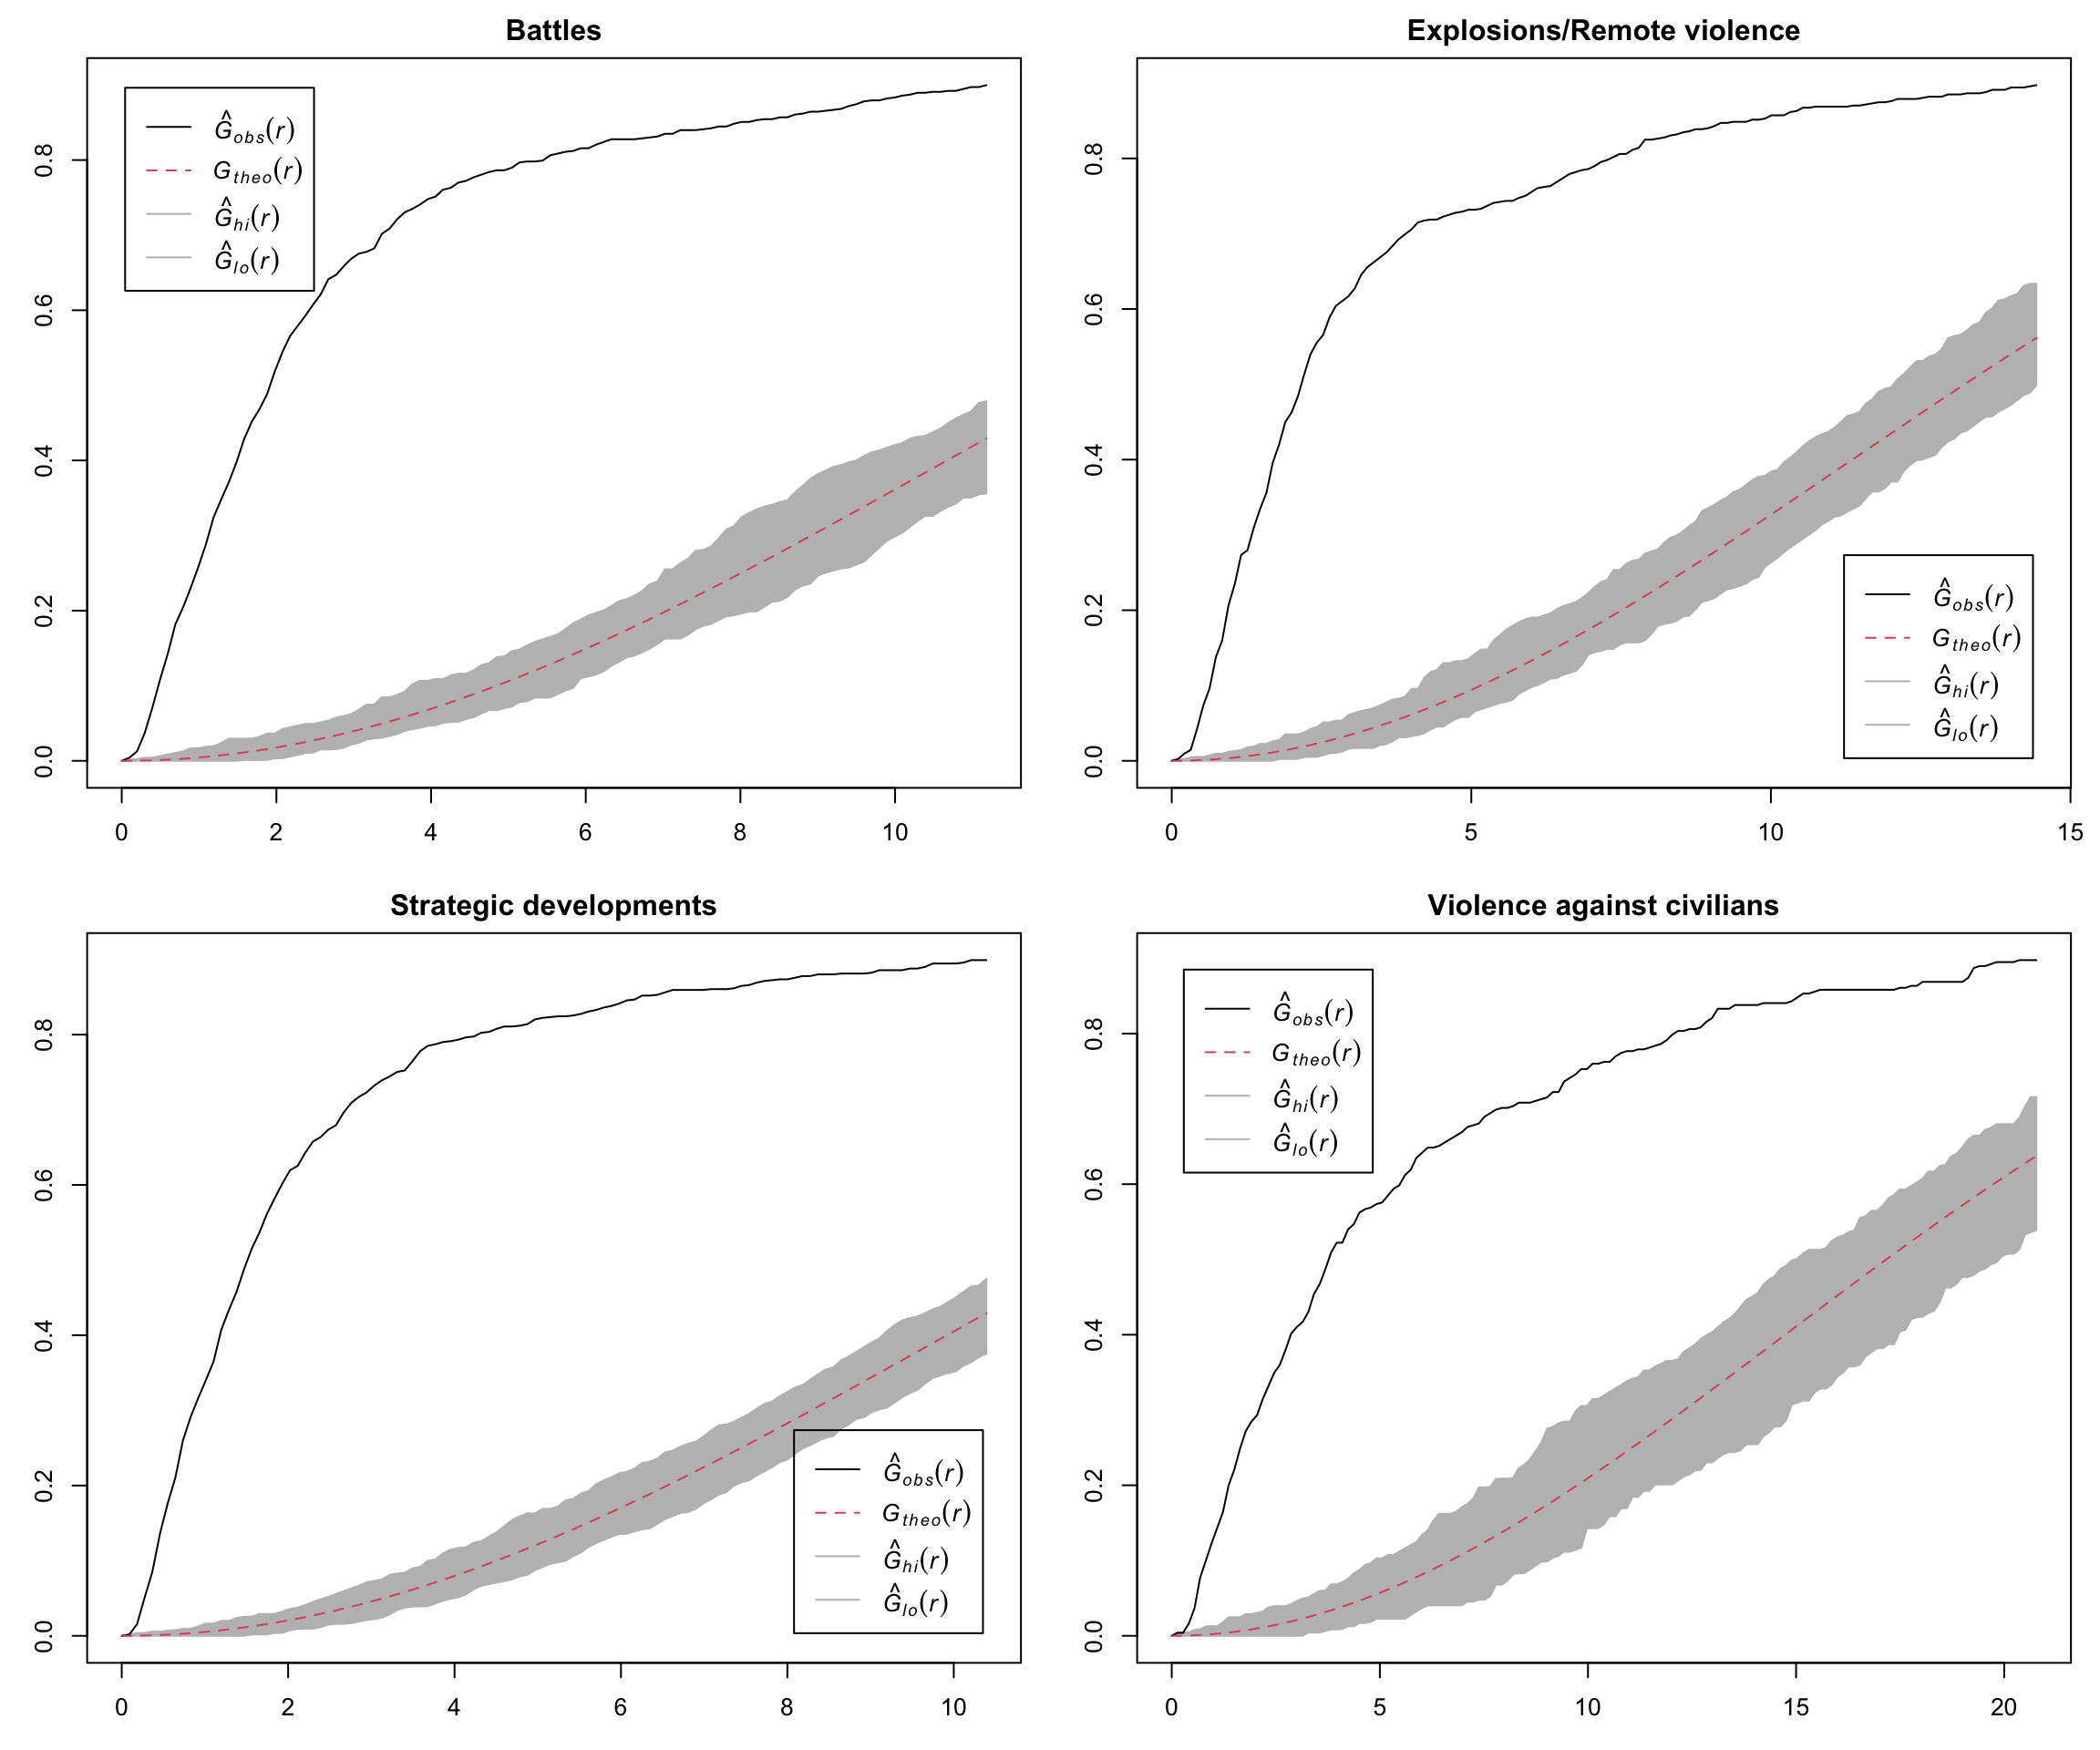 Battles
Ĝobs(r)
Gtheo(r)
Ĝhi(r)
Ĝlo(r)
0.0 0.2 0.4 0.6 0.8
0 2 4 6 8 10
Explosions/Remote violence
Ĝobs(r)
Gtheo(r)
Ĝhi(r)
Ĝlo(r)
0.0 0.2 0.4 0.6 0.8
0 5 10 15
Strategic developments
Ĝobs(r)
Gtheo(r)
Ĝhi(r)
Ĝlo(r)
0.0 0.2 0.4 0.6 0.8
0 2 4 6 8 10
Violence against civilians
Ĝobs(r)
Gtheo(r)
Ĝhi(r)
Ĝlo(r)
0.0 0.2 0.4 0.6 0.8
0 5 10 15 20